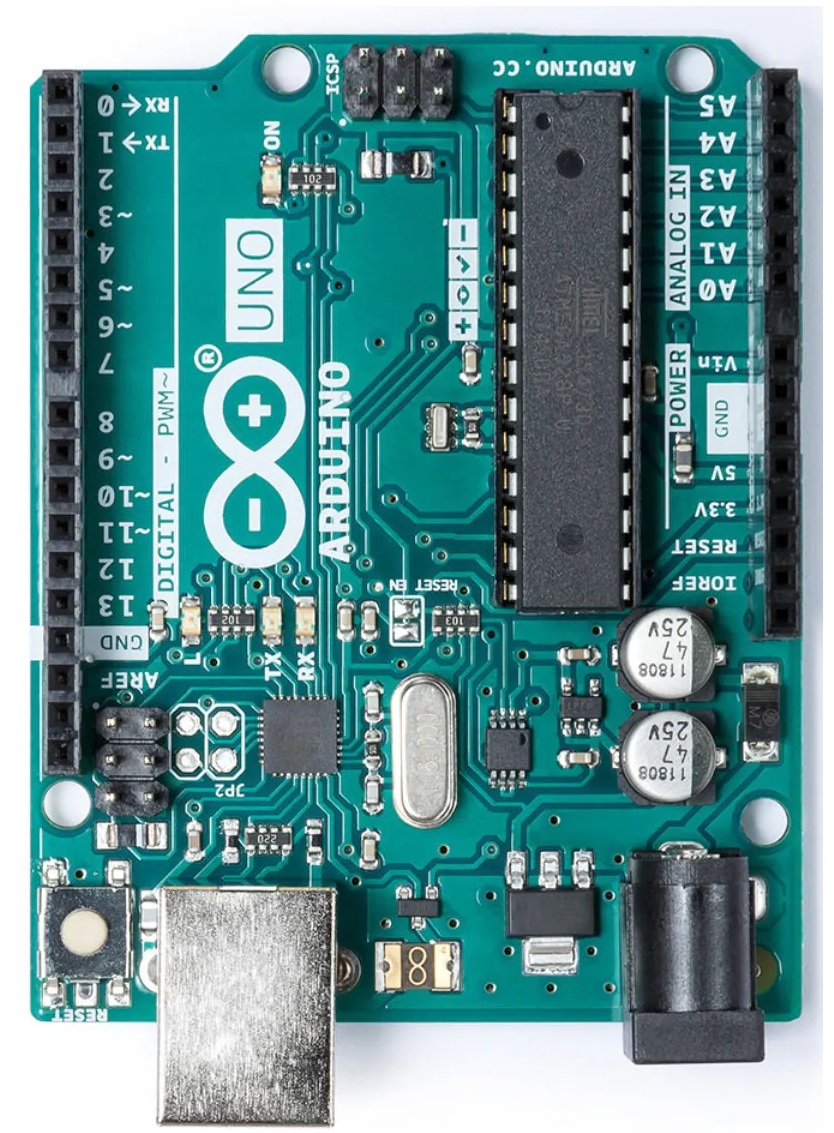 ICSP
ARDUINO.CC
RX←0
TX→1
2
~3
4
~5
~6
7
8
~9
~10
~11
12
13
GND
AREF
DIGITAL - PWM~
ON
102
UNO
®
ARDUINO
A5
A4
A3
A2
A1
A0
ANALOG IN
Vin
GND
5V
3.3V
RESET
IOREF
POWER
RESET EN
102
103
L
TX
RX
JP2
220
47
25V
11808
47
25V
11808
M7
8
RESET